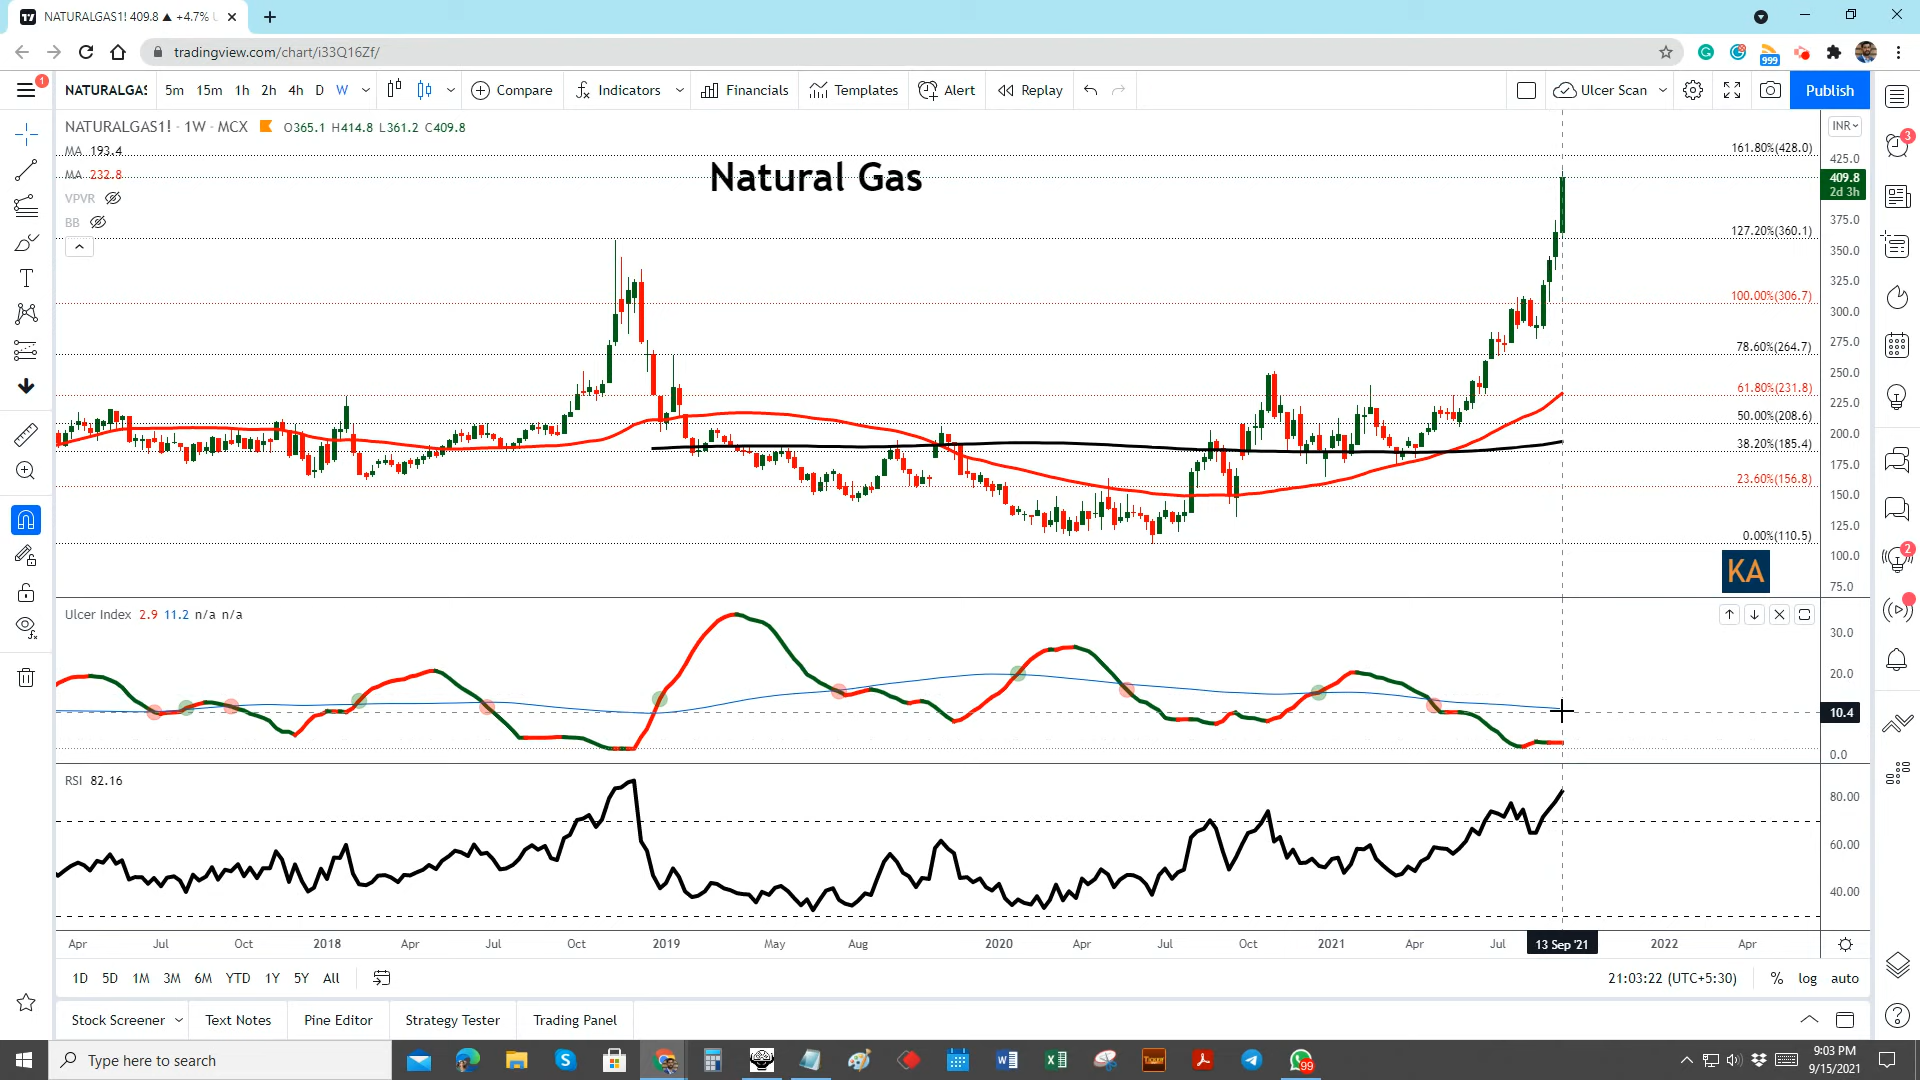 NATURALGAS1! 409.8 ▲ +4.7%
tradingview.com/chart/i33Q16Zf/
999
1
NATURALGAS 5m 15m 1h 2h 4h D W Compare Indicators Financials Templates Alert Replay Ulcer Scan Publish
NATURALGAS1! · 1W · MCX O365.1 H414.8 L361.2 C409.8
INR
MA 193.4
MA 232.8
VPVR
BB
Natural Gas
161.80%(428.0)
127.20%(360.1)
100.00%(306.7)
78.60%(264.7)
61.80%(231.8)
50.00%(208.6)
38.20%(185.4)
23.60%(156.8)
0.00%(110.5)
425.0
409.8
2d 3h
375.0
350.0
325.0
300.0
275.0
250.0
225.0
200.0
175.0
150.0
125.0
100.0
75.0
KA
3
2
Ulcer Index 2.9 11.2 n/a n/a
30.0
20.0
10.4
0.0
RSI 82.16
80.00
60.00
40.00
Apr Jul Oct 2018 Apr Jul Oct 2019 May Aug 2020 Apr Jul Oct 2021 Apr Jul 13 Sep '21 2022 Apr
1D 5D 1M 3M 6M YTD 1Y 5Y All 21:03:22 (UTC+5:30) % log auto
Stock Screener Text Notes Pine Editor Strategy Tester Trading Panel
Type here to search
99
9:03 PM
9/15/2021